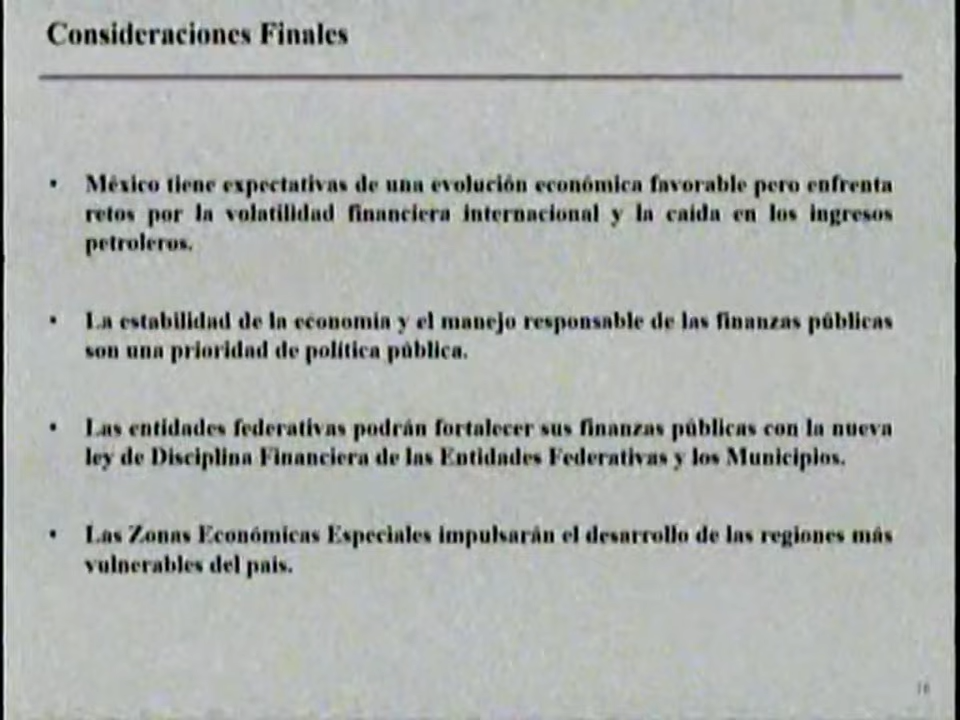 Consideraciones Finales
• México tiene expectativas de una evolución económica favorable pero enfrenta
retos por la volatilidad financiera internacional y la caída en los ingresos
petroleros.
• La estabilidad de la economía y el manejo responsable de las finanzas públicas
son una prioridad de política pública.
• Las entidades federativas podrán fortalecer sus finanzas públicas con la nueva
ley de Disciplina Financiera de las Entidades Federativas y los Municipios.
• Las Zonas Económicas Especiales impulsarán el desarrollo de las regiones más
vulnerables del país.